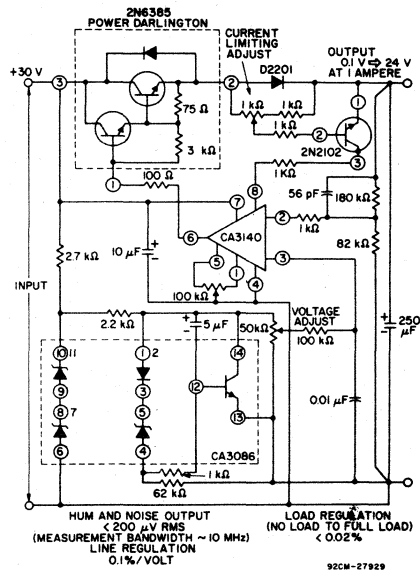 2N6385
POWER DARLINGTON
CURRENT
LIMITING
ADJUST
OUTPUT
0.1 V ⇨ 24 V
AT 1 AMPERE
+30 V
3
2
D2201
75 Ω
1 kΩ
1 kΩ
1 kΩ
1
2
3 kΩ
2N2102
3
1
100 Ω
1 KΩ
8
56 pF
180 kΩ
7
6
CA3140
2
1 kΩ
2.7 kΩ
10 μF
+
−
5
1
4
3
82 kΩ
INPUT
100 kΩ
VOLTAGE
ADJUST
2.2 kΩ
+
−
5 μF
50kΩ
100 kΩ
+
−
250
μF
10 11
1 2
14
9
3
12
0.01 μF
8 7
5
13
6
4
CA3086
1 kΩ
62 kΩ
HUM AND NOISE OUTPUT
< 200 μV RMS
(MEASUREMENT BANDWIDTH ~ 10 MHz)
LINE REGULATION
0.1%/VOLT
LOAD REGULATION
(NO LOAD TO FULL LOAD)
< 0.02%
92CM-27929